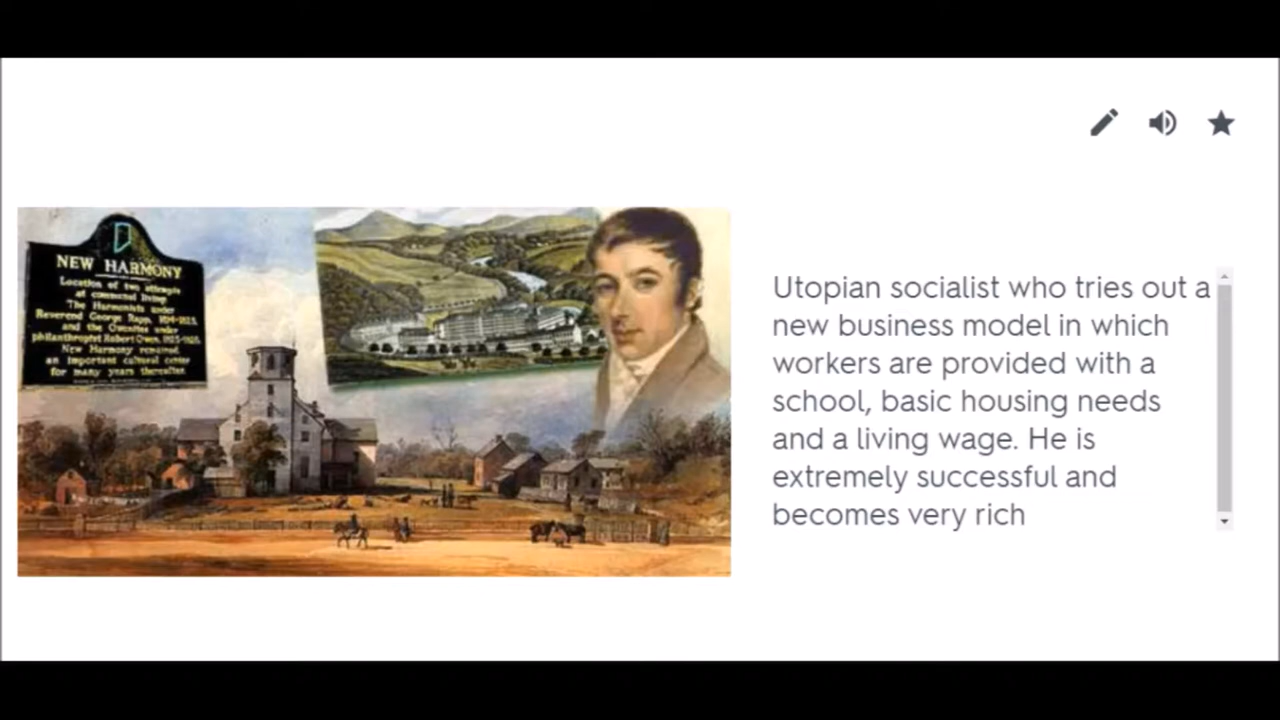 NEW HARMONY
Location of two attempts
at communal living
The Harmonists under
Reverend George Rapp, 1814-1825,
and the Owenites under
philanthropist Robert Owen, 1825-1828.
New Harmony remained
an important cultural center
for many years thereafter.
Utopian socialist who tries out a
new business model in which
workers are provided with a
school, basic housing needs
and a living wage. He is
extremely successful and
becomes very rich